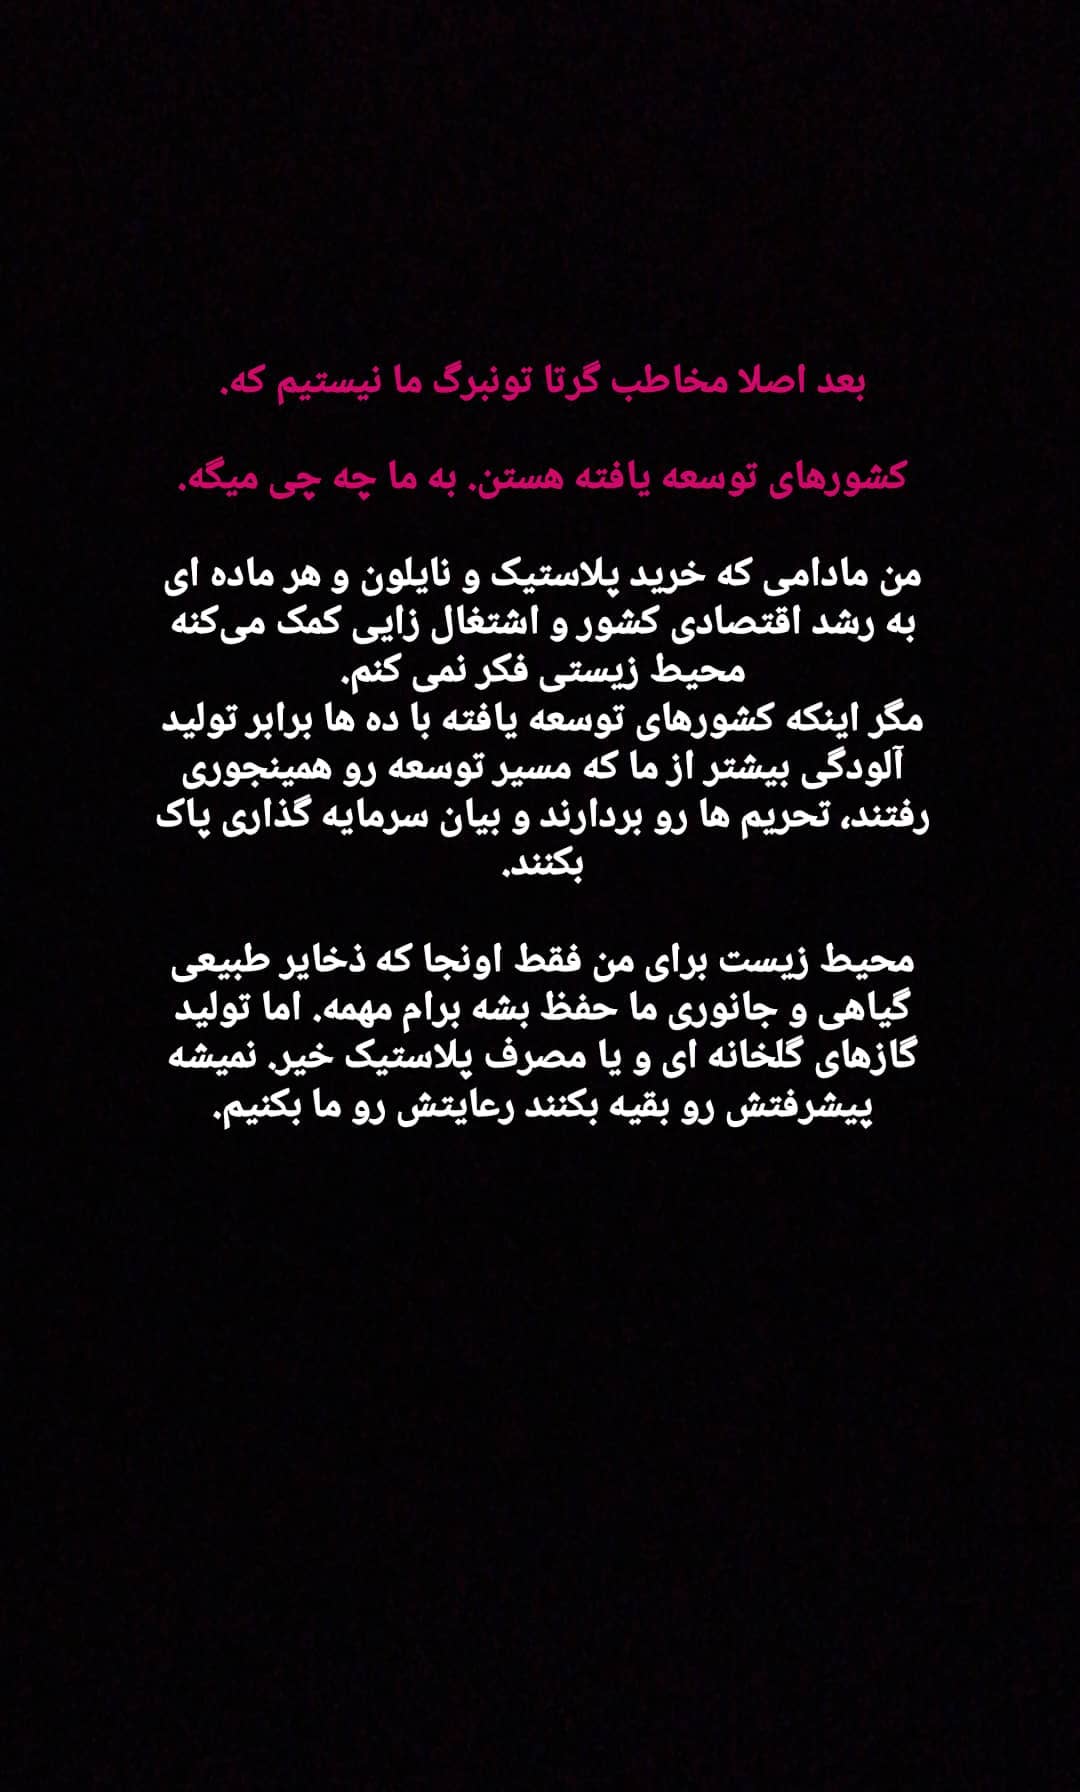 بعد اصلا مخاطب گرتا تونبرگ ما نیستیم که.
کشورهای توسعه یافته هستن. به ما چه چی میگه.
من مادامی که خرید پلاستیک و نایلون و هر ماده ای
به رشد اقتصادی کشور و اشتغال زایی کمک می‌کنه
محیط زیستی فکر نمی کنم.
مگر اینکه کشورهای توسعه یافته با ده ها برابر تولید
آلودگی بیشتر از ما که مسیر توسعه رو همینجوری
رفتند، تحریم ها رو بردارند و بیان سرمایه گذاری پاک
بکنند.
محیط زیست برای من فقط اونجا که ذخایر طبیعی
گیاهی و جانوری ما حفظ بشه برام مهمه. اما تولید
گازهای گلخانه ای و یا مصرف پلاستیک خیر. نمیشه
پیشرفتش رو بقیه بکنند رعایتش رو ما بکنیم.